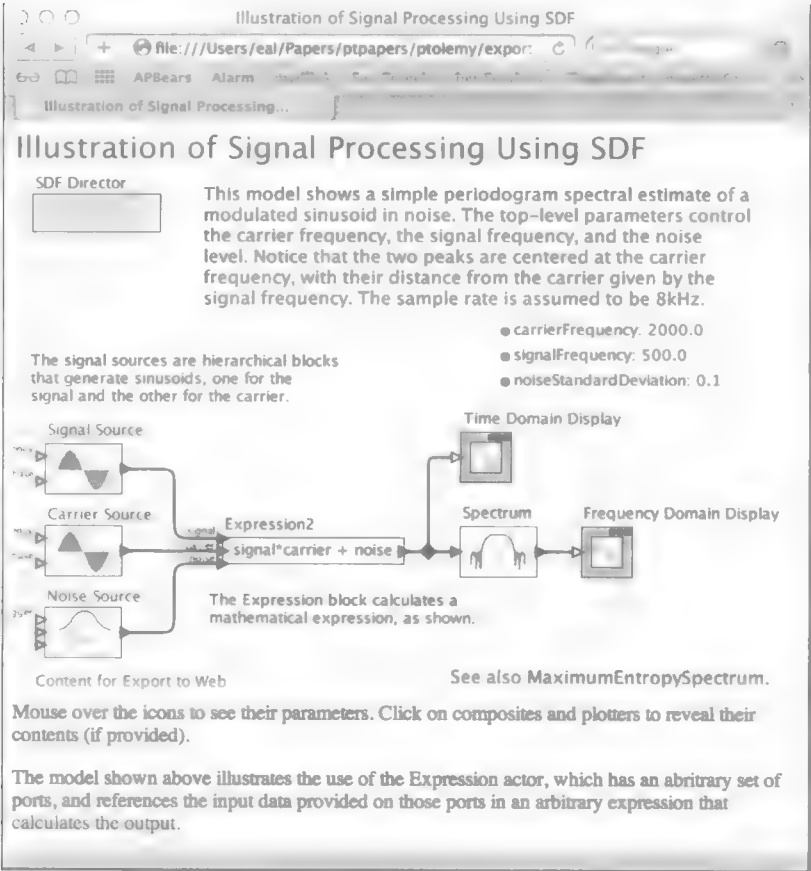 Illustration of Signal Processing Using SDF
file:///Users/eal/Papers/ptpapers/ptolemy/expor
APBears Alarm
Illustration of Signal Processing...
Illustration of Signal Processing Using SDF
SDF Director
This model shows a simple periodogram spectral estimate of a
modulated sinusoid in noise. The top-level parameters control
the carrier frequency, the signal frequency, and the noise
level. Notice that the two peaks are centered at the carrier
frequency, with their distance from the carrier given by the
signal frequency. The sample rate is assumed to be 8kHz.
carrierFrequency: 2000.0
signalFrequency: 500.0
noiseStandardDeviation: 0.1
The signal sources are hierarchical blocks
that generate sinusoids, one for the
signal and the other for the carrier.
Time Domain Display
Signal Source
Carrier Source
signal
Expression2
Spectrum
Frequency Domain Display
signal*carrier + noise
Noise Source
The Expression block calculates a
mathematical expression, as shown.
Content for Export to Web
See also MaximumEntropySpectrum.
Mouse over the icons to see their parameters. Click on composites and plotters to reveal their
contents (if provided).
The model shown above illustrates the use of the Expression actor, which has an abritrary set of
ports, and references the input data provided on those ports in an arbitrary expression that
calculates the output.